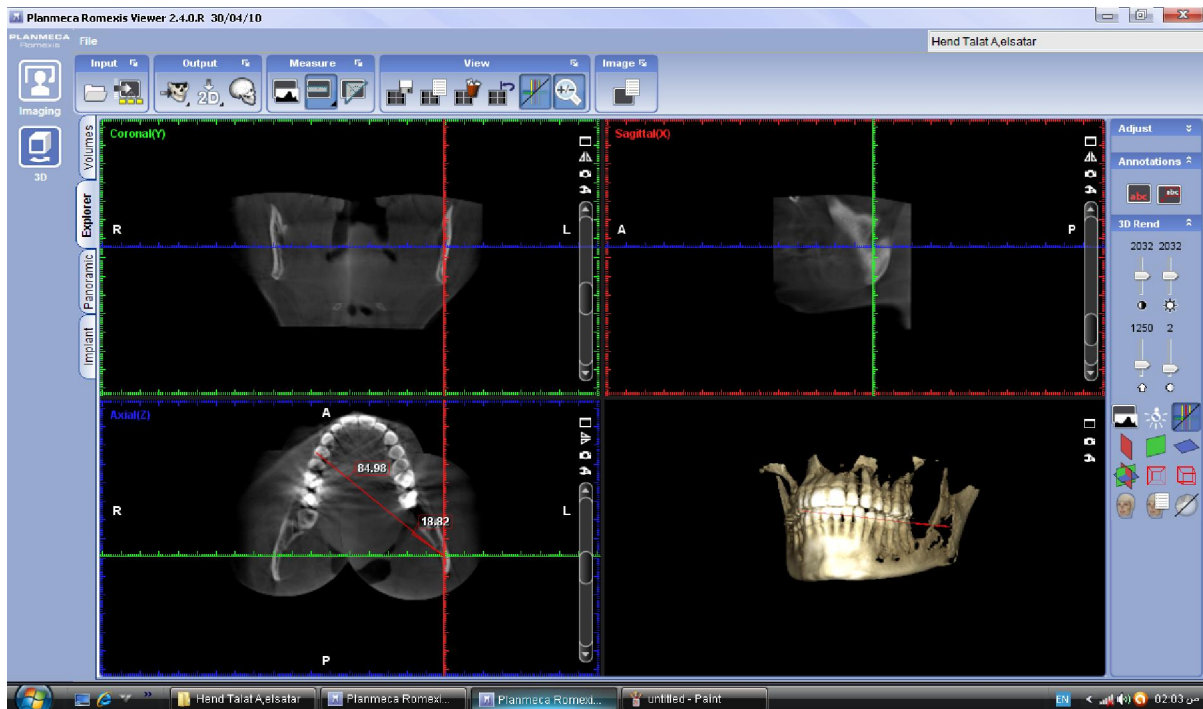 Planmeca Romexis Viewer 2.4.0.R 30/04/10
PLANMECA
Romexis
File
Hend Talat A,elsatar
Input
Output
Measure
View
Image
2D
Imaging
3D
Volumes
Explorer
Panoramic
Implant
Coronal(Y)
R
L
Sagittal(X)
A
P
Axial(Z)
A
R
L
P
84.98
18.82
Adjust
Annotations
abc
abc
3D Rend
2032 2032
1250 2
Hend Talat A,elsatar
Planmeca Romexi...
Planmeca Romexi...
untitled - Paint
EN
02:03 ص